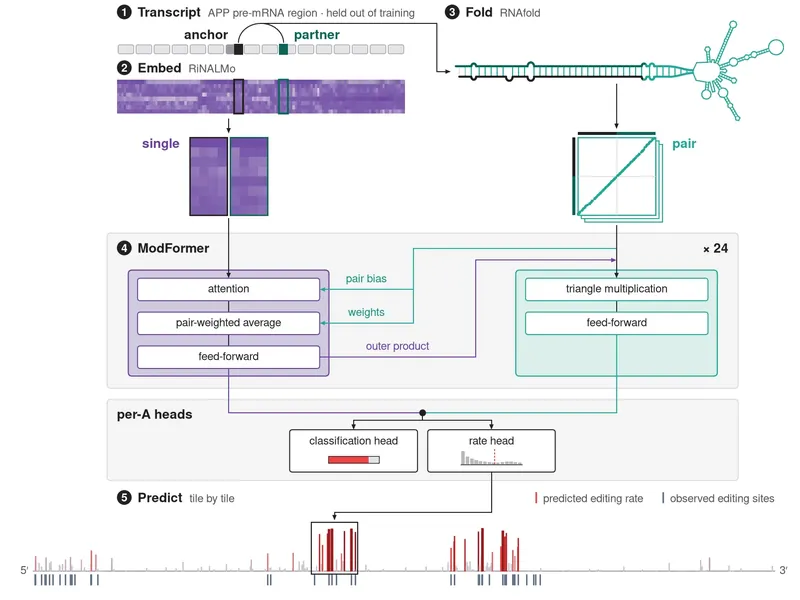 1 Transcript APP pre-mRNA region · held out of training
anchor partner
2 Embed RiNALMo
3 Fold RNAfold
single
pair
4 ModFormer × 24
attention
pair-weighted average
feed-forward
pair bias
weights
outer product
triangle multiplication
feed-forward
per-A heads
classification head
rate head
5 Predict tile by tile
predicted editing rate
observed editing sites
5'
3'